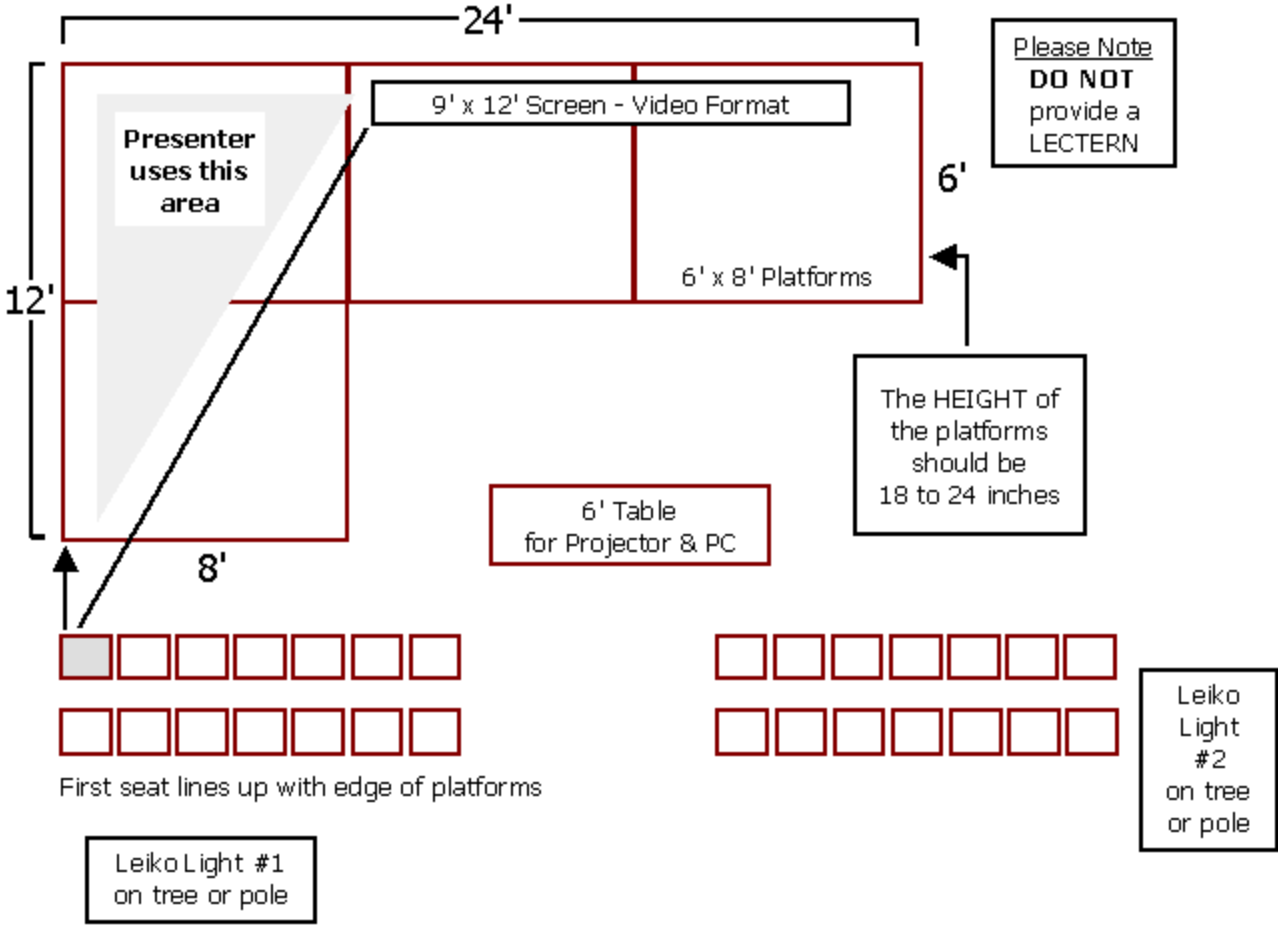 24'
Please Note
DO NOT
provide a
LECTERN
9' x 12' Screen - Video Format
Presenter
uses this
area
6'
6' x 8' Platforms
12'
The HEIGHT of
the platforms
should be
18 to 24 inches
6' Table
for Projector & PC
8'
Leiko
Light
#2
on tree
or pole
First seat lines up with edge of platforms
Leiko Light #1
on tree or pole